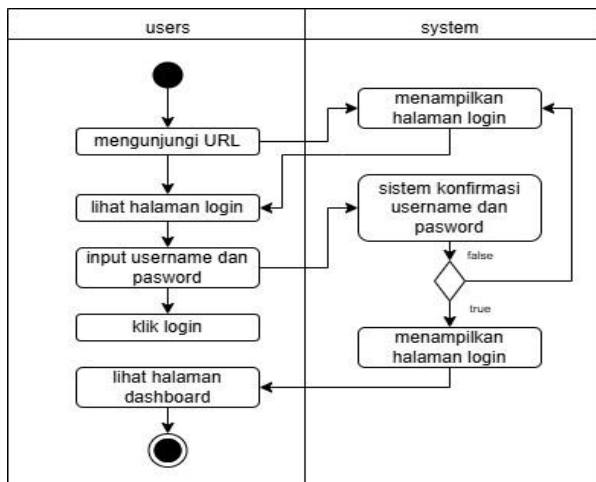 users
system
menampilkan
halaman login
mengunjungi URL
lihat halaman login
sistem konfirmasi
username dan
pasword
input username dan
pasword
false
true
klik login
menampilkan
halaman login
lihat halaman
dashboard